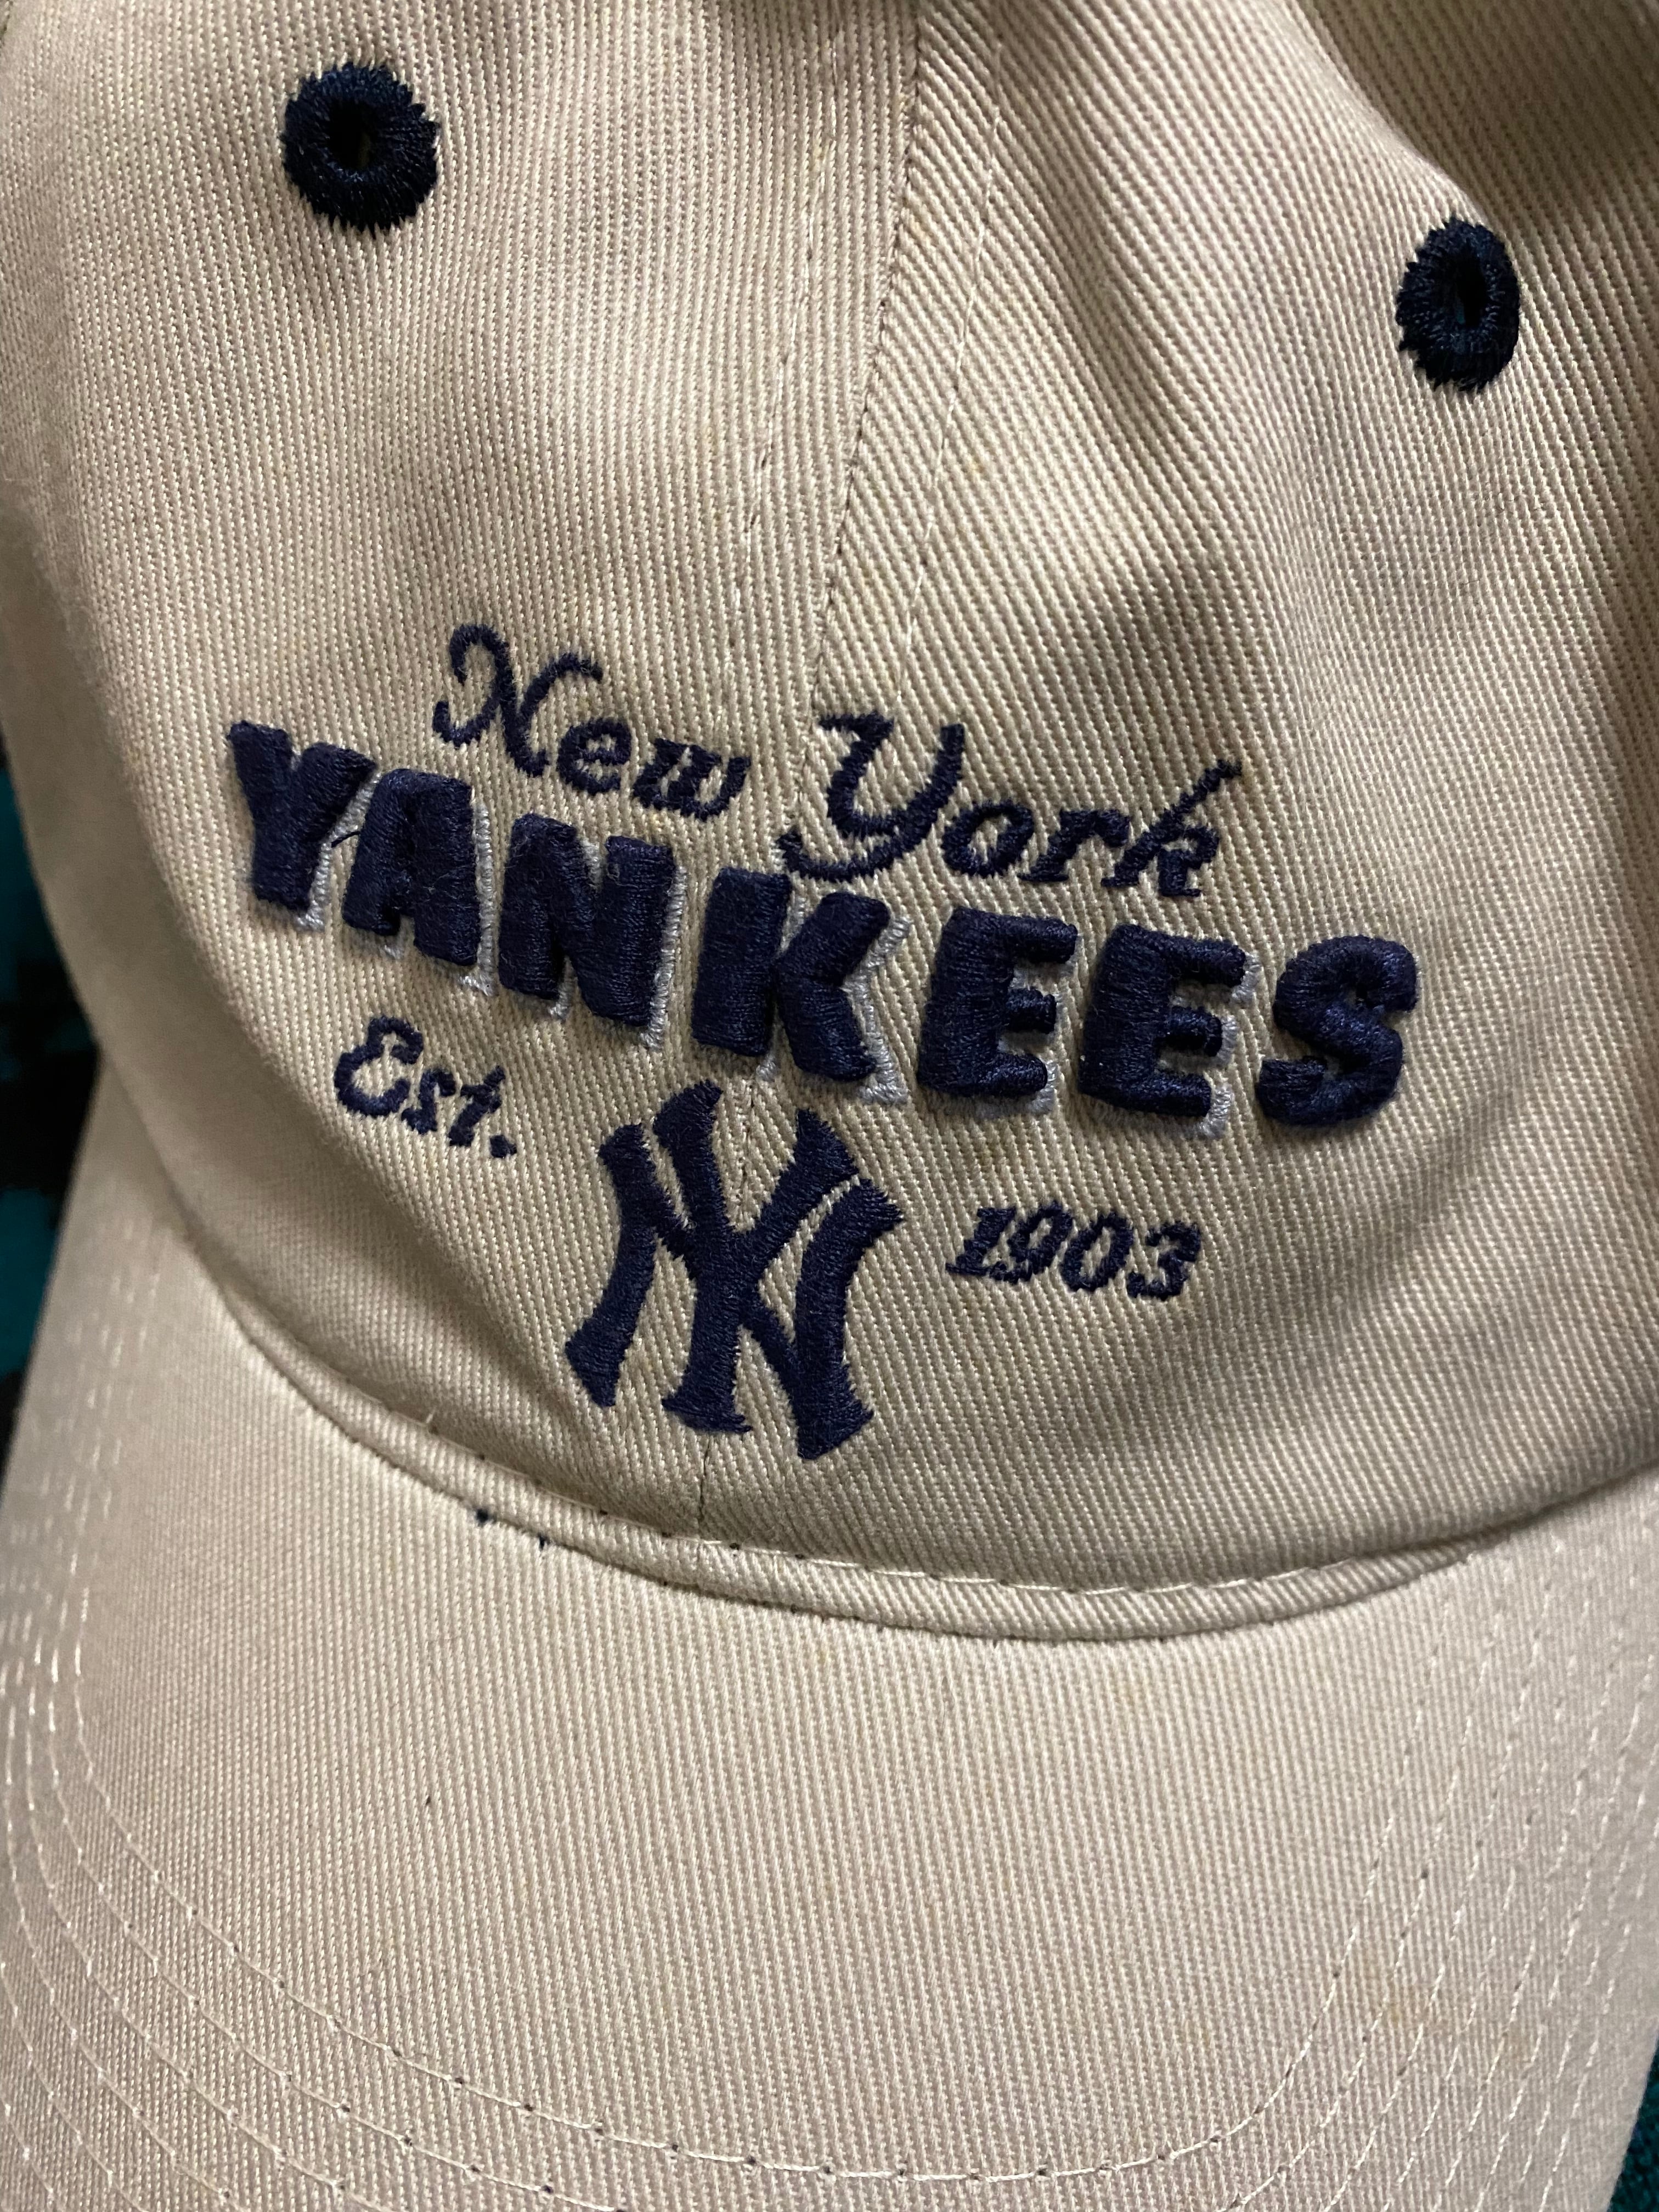 New York
YANKEES
Est. NY 1903